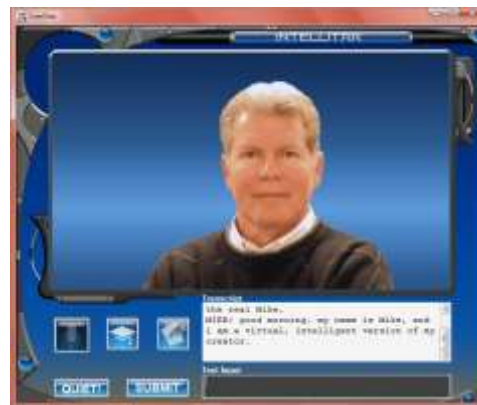 INTELLITAR
Transcript
the real Mike.
MIKE: good morning. my name is Mike, and
i am a virtual, intelligent version of my
creator.
Text Input
QUIET!
SUBMIT